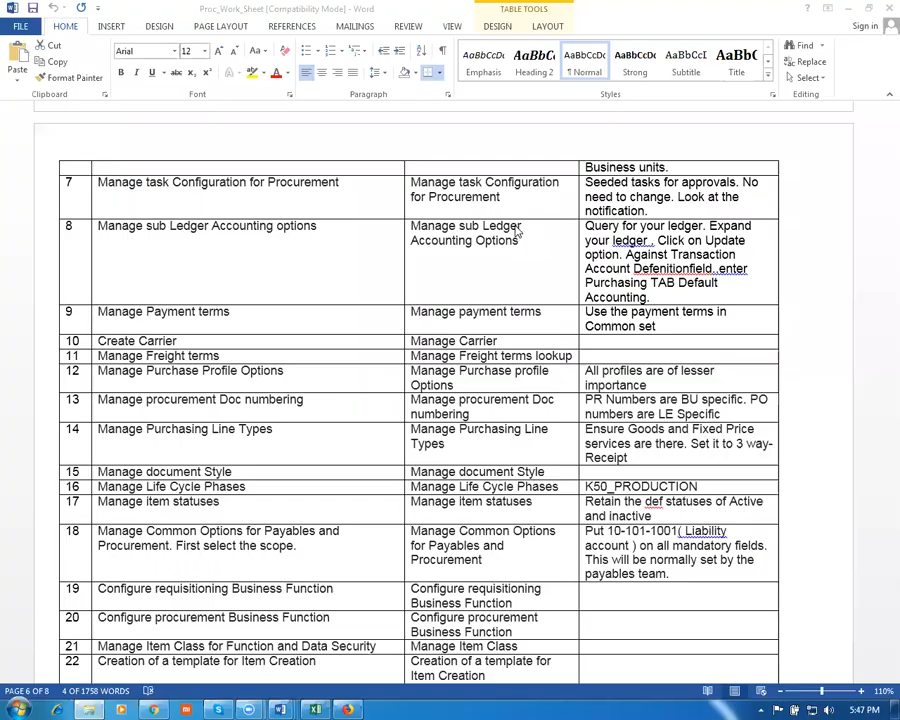 Proc_Work_Sheet [Compatibility Mode] - Word
TABLE TOOLS
FILE HOME INSERT DESIGN PAGE LAYOUT REFERENCES MAILINGS REVIEW VIEW DESIGN LAYOUT
Sign in
Paste
Cut
Copy
Format Painter
Clipboard
Arial 12
Font
Paragraph
AaBbCcDc AaBbC AaBbCcDc AaBbCcDc AaBbCcI AaBbC
Emphasis Heading 2 ¶ Normal Strong Subtitle Title
Styles
Find
Replace
Select
Editing
Business units.
7 Manage task Configuration for Procurement
Manage task Configuration
for Procurement
Seeded tasks for approvals. No
need to change. Look at the
notification.
8 Manage sub Ledger Accounting options
Manage sub Ledger
Accounting Options
Query for your ledger. Expand
your ledger . Click on Update
option. Against Transaction
Account Defenitionfield..enter
Purchasing TAB Default
Accounting.
9 Manage Payment terms
Manage payment terms
Use the payment terms in
Common set
10 Create Carrier
Manage Carrier
11 Manage Freight terms
Manage Freight terms lookup
12 Manage Purchase Profile Options
Manage Purchase profile
Options
All profiles are of lesser
importance
13 Manage procurement Doc numbering
Manage procurement Doc
numbering
PR Numbers are BU specific. PO
numbers are LE Specific
14 Manage Purchasing Line Types
Manage Purchasing Line
Types
Ensure Goods and Fixed Price
services are there. Set it to 3 way-
Receipt
15 Manage document Style
Manage document Style
16 Manage Life Cycle Phases
Manage Life Cycle Phases
K50_PRODUCTION
17 Manage item statuses
Manage item statuses
Retain the def statuses of Active
and inactive
18 Manage Common Options for Payables and
Procurement. First select the scope.
Manage Common Options
for Payables and
Procurement
Put 10-101-1001( Liability
account ) on all mandatory fields.
This will be normally set by the
payables team.
19 Configure requisitioning Business Function
Configure requisitioning
Business Function
20 Configure procurement Business Function
Configure procurement
Business Function
21 Manage Item Class for Function and Data Security
Manage Item Class
22 Creation of a template for Item Creation
Creation of a template for
Item Creation
PAGE 6 OF 8 4 OF 1758 WORDS
110%
5:47 PM